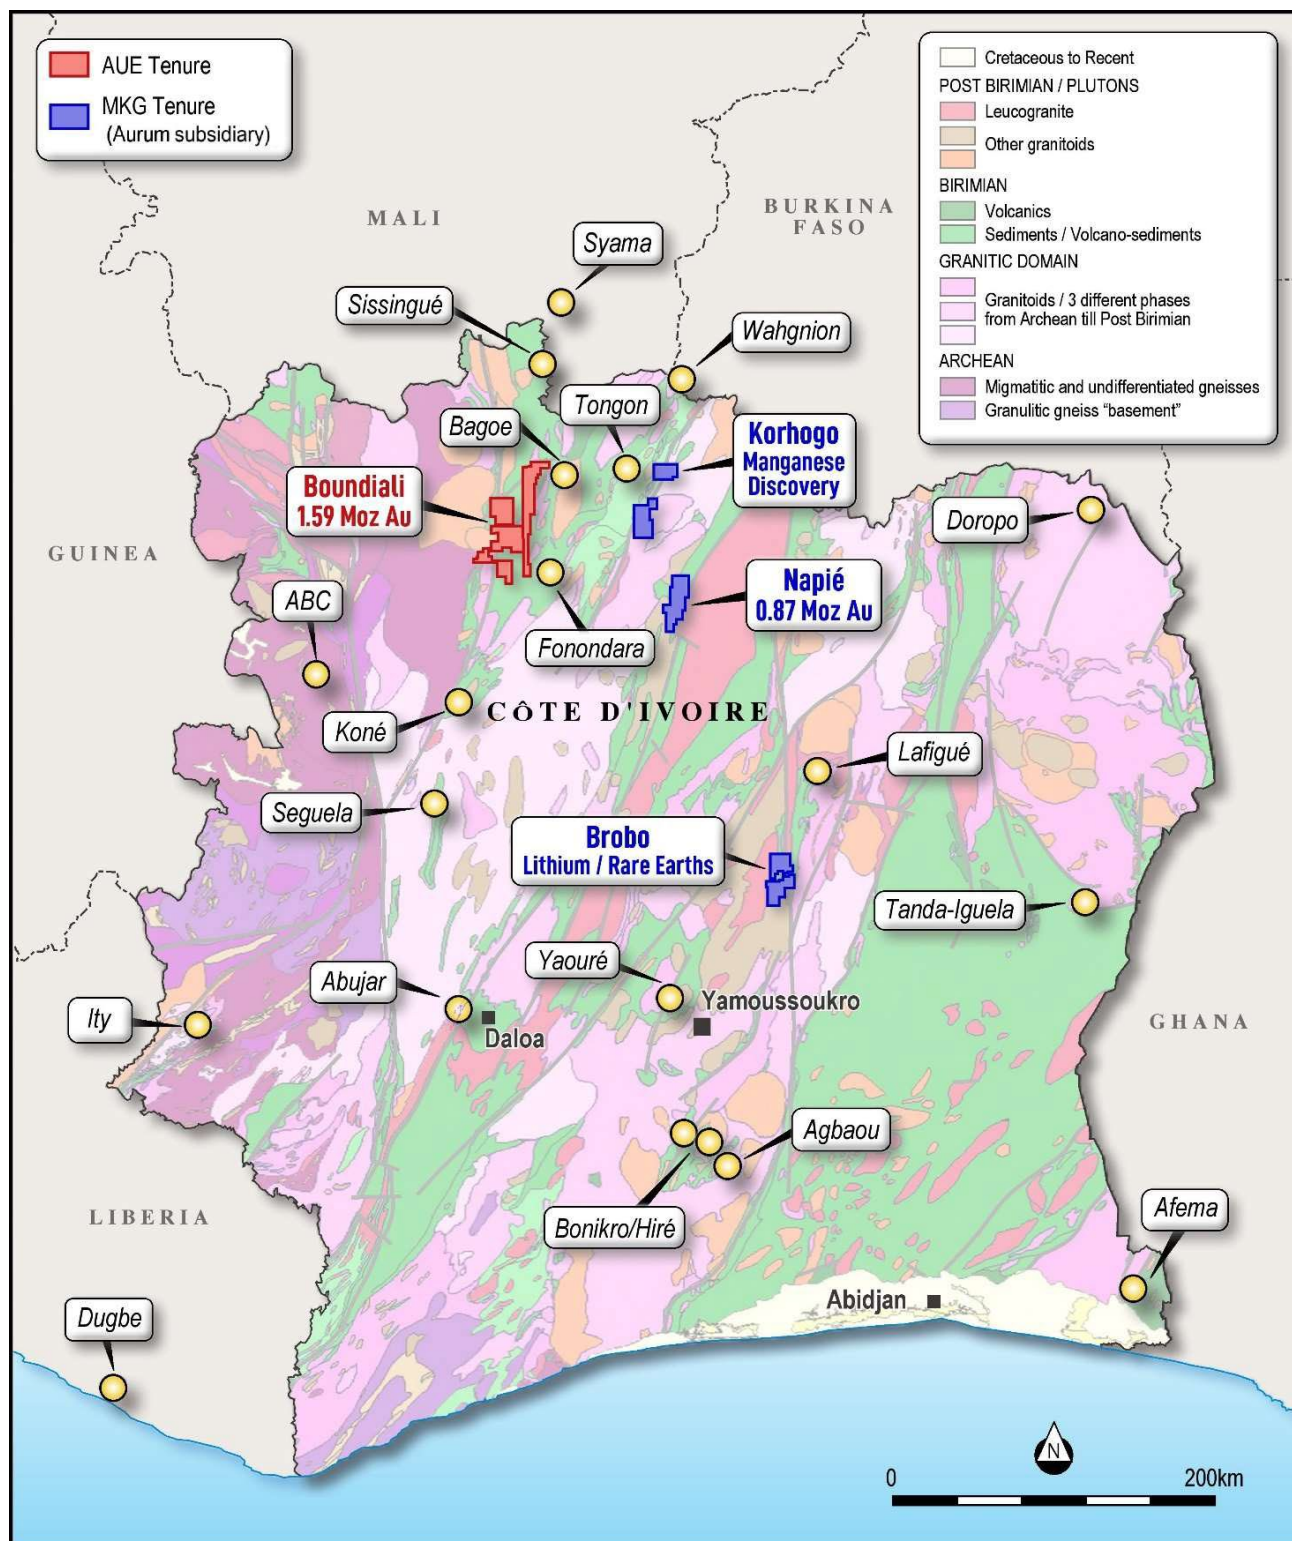 AUE Tenure
MKG Tenure
(Aurum subsidiary)
Cretaceous to Recent
POST BIRIMIAN / PLUTONS
Leucogranite
Other granitoids
BIRIMIAN
Volcanics
Sediments / Volcano-sediments
GRANITIC DOMAIN
Granitoids / 3 different phases
from Archean till Post Birimian
ARCHEAN
Migmatitic and undifferentiated gneisses
Granulitic gneiss “basement”
MALI
BURKINA
FASO
Syama
Sissingué
Wahgnion
Tongon
Bagoe
Korhogo
Manganese
Discovery
Boundiali
1.59 Moz Au
Doropo
GUINEA
Napié
0.87 Moz Au
ABC
Fonondara
CÔTE D'IVOIRE
Koné
Lafigué
Seguela
Brobo
Lithium / Rare Earths
Tanda-Iguela
Yaouré
Abujar
Yamoussoukro
Ity
Daloa
GHANA
Agbaou
Bonikro/Hiré
LIBERIA
Afema
Abidjan
Dugbe
N
0
200km